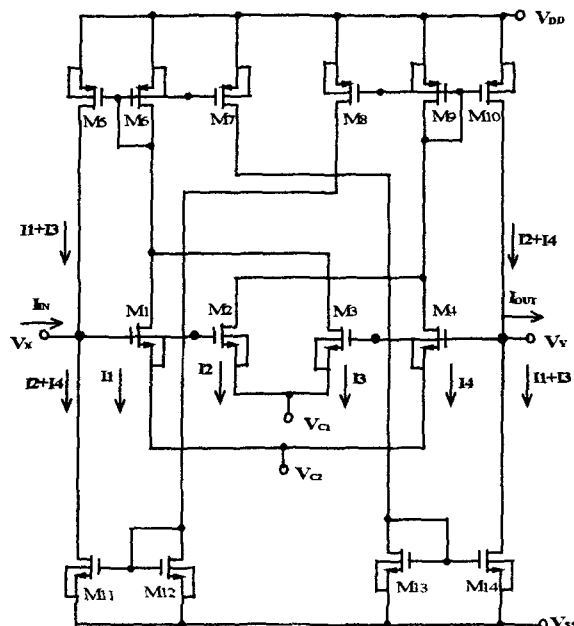 VDD
M5 M6 M7 M8 M9 M10
I1+I3 I2+I4
IIN M1 M2 M3 M4 IOUT
VX VY
I2+I4 I1 I2 I3 I4 I1+I3
VC1
VC2
M11 M12 M13 M14